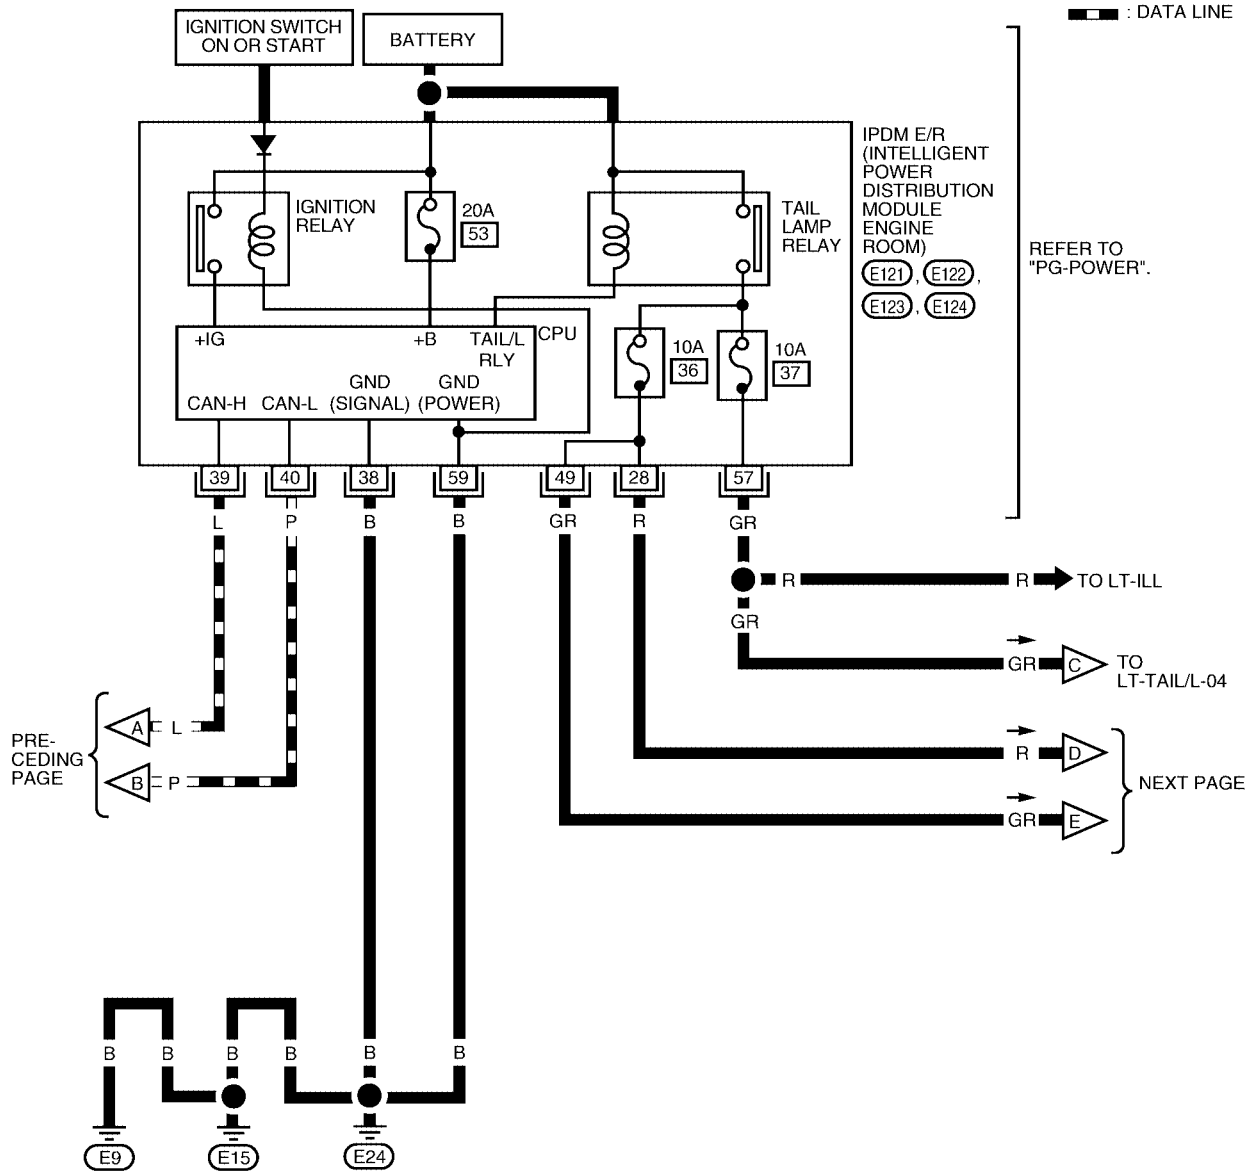 : DATA LINE
IGNITION SWITCH
ON OR START
BATTERY
IPDM E/R
(INTELLIGENT
POWER
DISTRIBUTION
MODULE
ENGINE
ROOM)
E121 , E122 ,
E123 , E124
REFER TO
"PG-POWER".
IGNITION
RELAY
20A
53
TAIL
LAMP
RELAY
+IG
+B
TAIL/L
RLY
CPU
10A
36
10A
37
CAN-H
CAN-L
GND
(SIGNAL)
GND
(POWER)
39
40
38
59
49
28
57
L
P
B
B
GR
R
GR
R
R
TO LT-ILL
GR
GR
C
TO
LT-TAIL/L-04
PRE-
CEDING
PAGE
A
L
B
P
R
D
NEXT PAGE
GR
E
B
B
B
B
B
B
E9
E15
E24